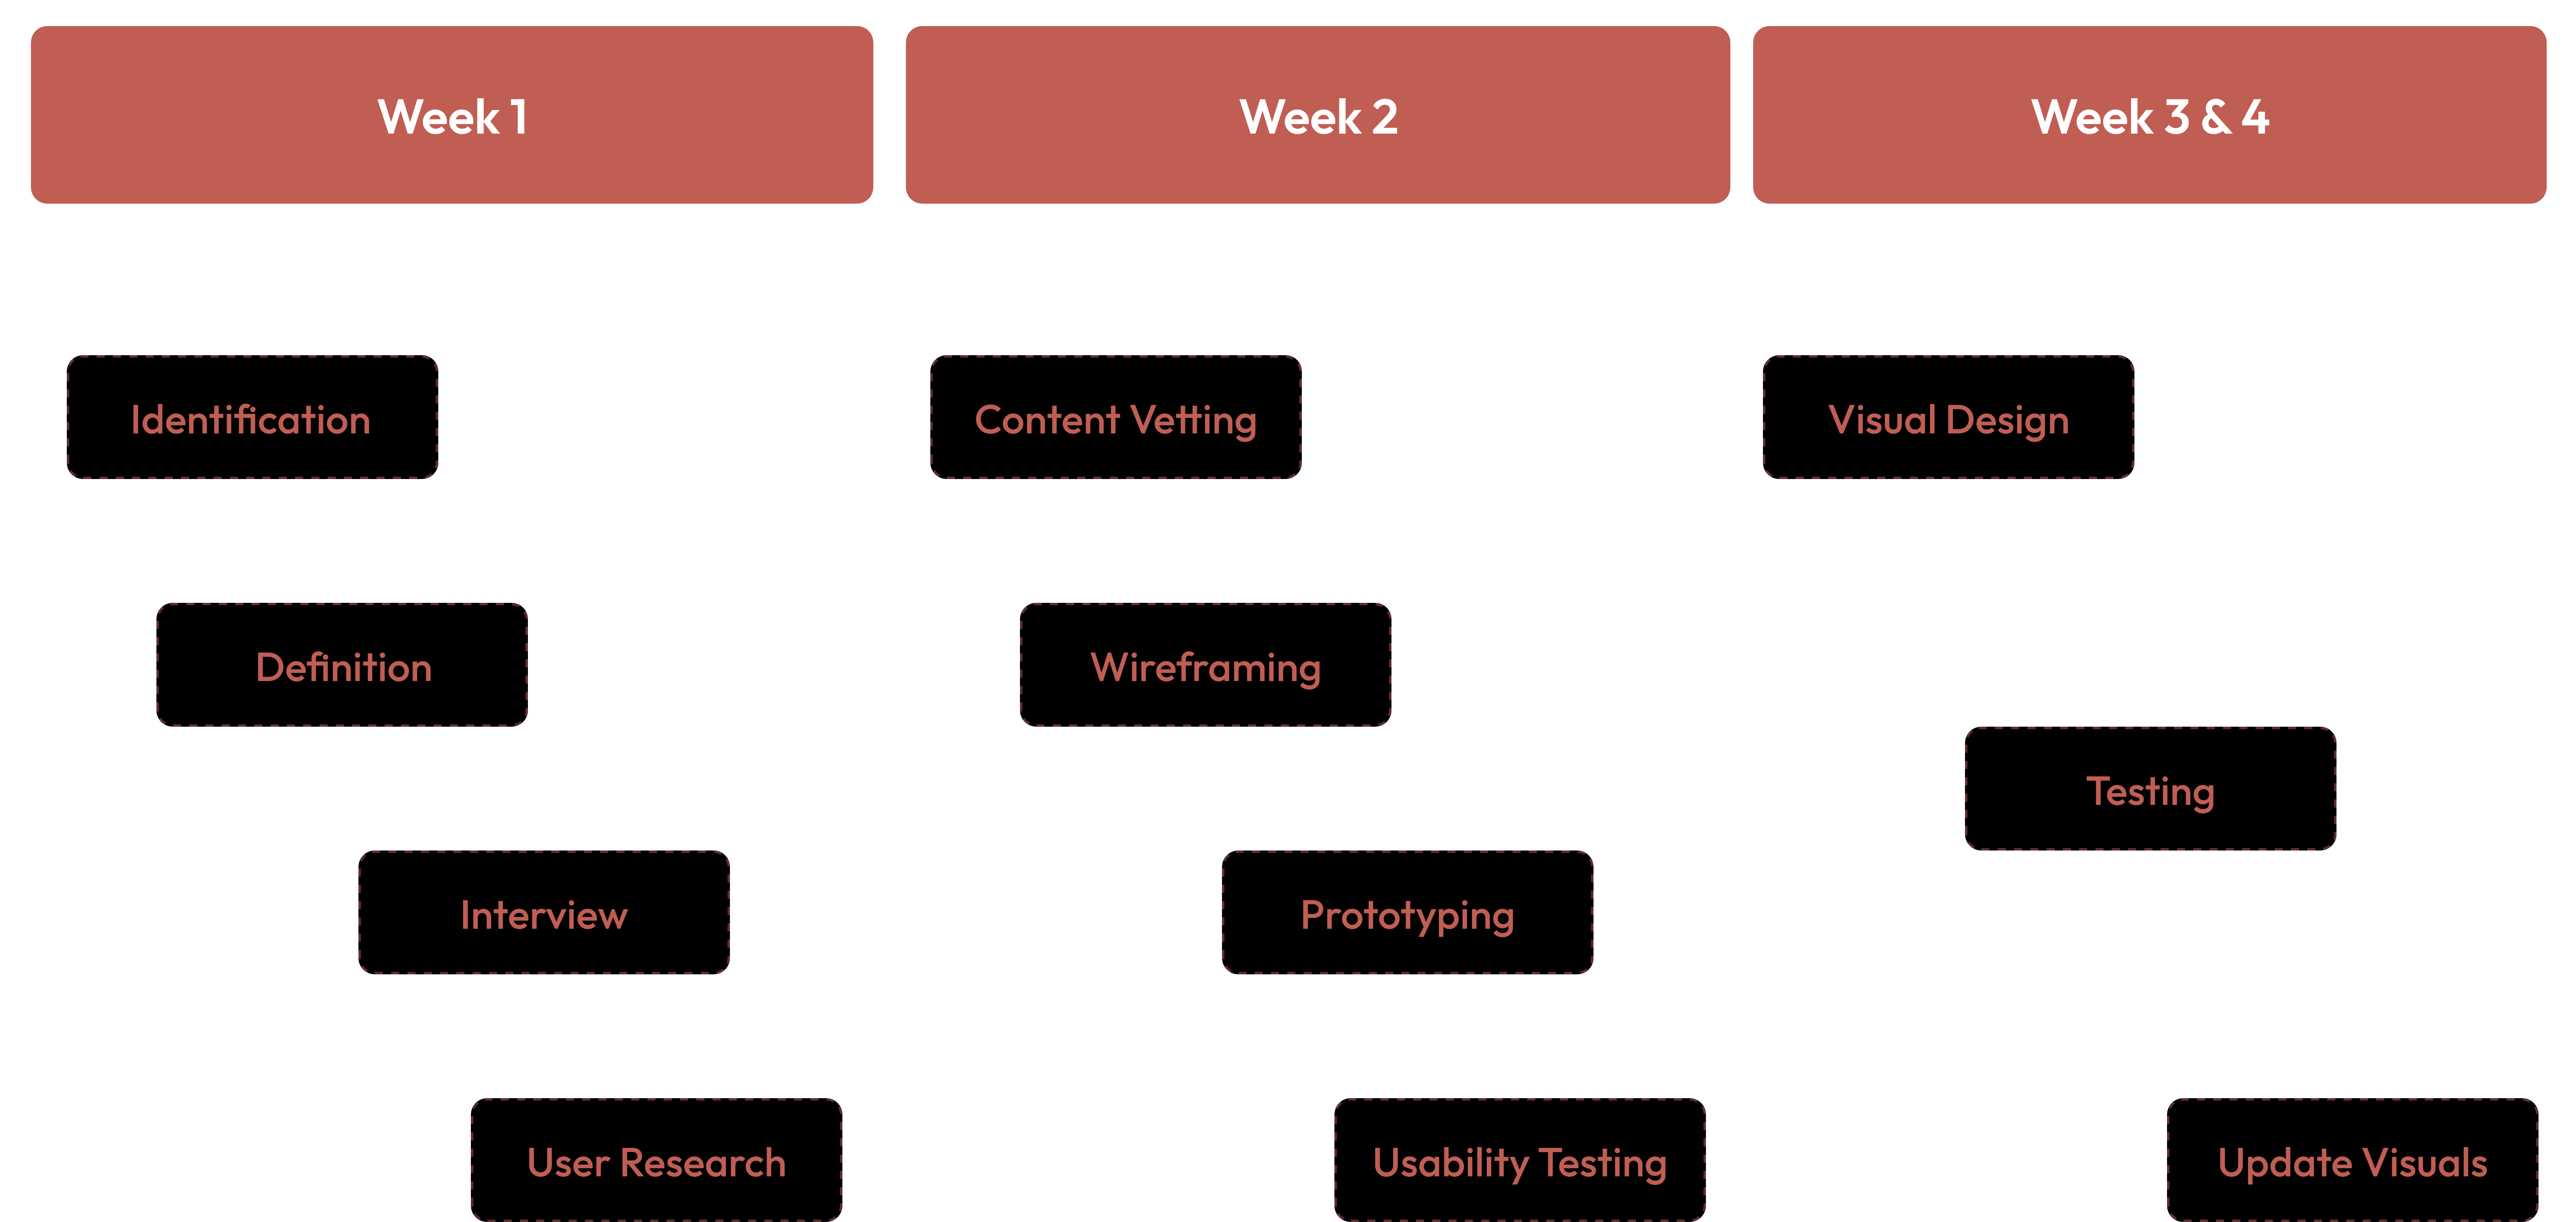 Week 1
Week 2
Week 3 & 4
Identification
Content Vetting
Visual Design
Definition
Wireframing
Testing
Interview
Prototyping
User Research
Usability Testing
Update Visuals